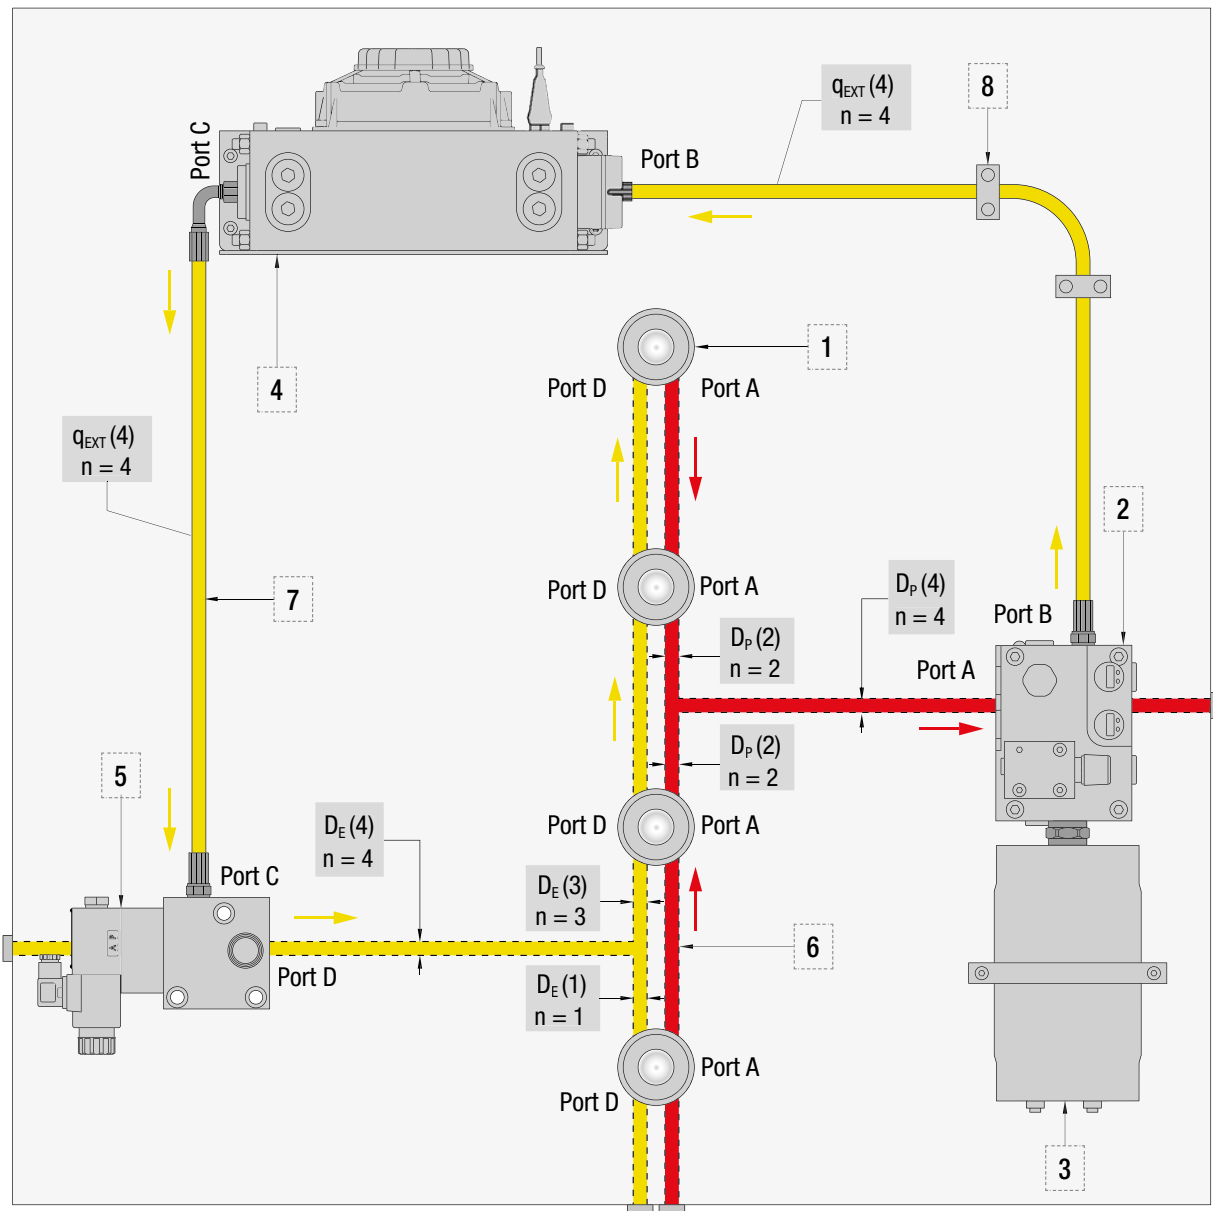 q_EXT (4)
n = 4
8
Port C
Port B
1
4
Port D
Port A
q_EXT (4)
n = 4
2
7
Port D
Port A
D_P (4)
n = 4
Port B
D_P (2)
n = 2
Port A
D_P (2)
n = 2
5
D_E (4)
n = 4
Port D
Port A
Port C
D_E (3)
n = 3
A P
6
Port D
D_E (1)
n = 1
Port A
Port D
3